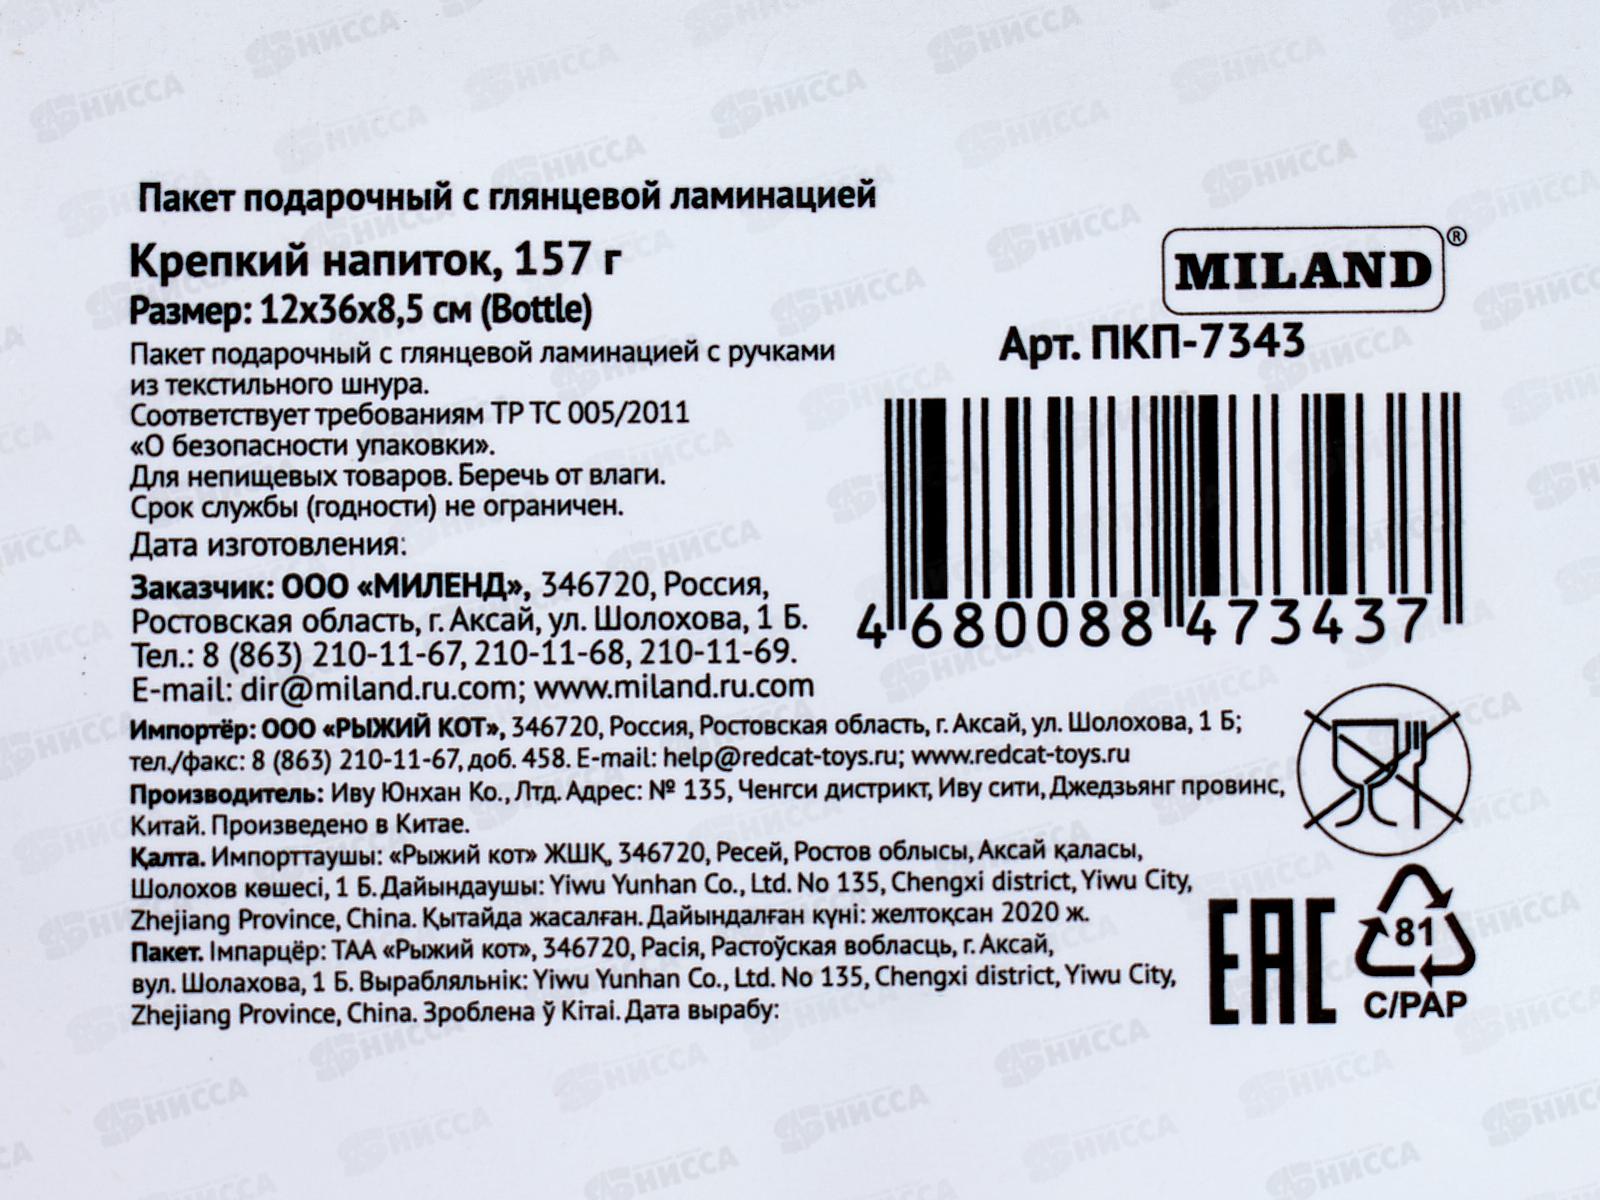 Пакет подарочный с глянцевой ламинацией
Крепкий напиток, 157 г
Размер: 12х36х8,5 см (Bottle)
Пакет подарочный с глянцевой ламинацией с ручками
из текстильного шнура.
Соответствует требованиям ТР ТС 005/2011
«О безопасности упаковки».
Для непищевых товаров. Беречь от влаги.
Срок службы (годности) не ограничен.
Дата изготовления:
Заказчик: ООО «МИЛЕНД», 346720, Россия,
Ростовская область, г. Аксай, ул. Шолохова, 1 Б.
Тел.: 8 (863) 210-11-67, 210-11-68, 210-11-69.
E-mail: dir@miland.ru.com; www.miland.ru.com
Импортёр: ООО «РЫЖИЙ КОТ», 346720, Россия, Ростовская область, г. Аксай, ул. Шолохова, 1 Б;
тел./факс: 8 (863) 210-11-67, доб. 458. E-mail: help@redcat-toys.ru; www.redcat-toys.ru
Производитель: Иву Юнхан Ко., Лтд. Адрес: № 135, Ченгси дистрикт, Иву сити, Джедзьянг провинс,
Китай. Произведено в Китае.
Қалта. Импорттаушы: «Рыжий кот» ЖШҚ, 346720, Ресей, Ростов облысы, Аксай қаласы,
Шолохов көшесі, 1 Б. Дайындаушы: Yiwu Yunhan Co., Ltd. No 135, Chengxi district, Yiwu City,
Zhejiang Province, China. Қытайда жасалған. Дайындалған күні: желтоқсан 2020 ж.
Пакет. Імпарцёр: ТАА «Рыжий кот», 346720, Расія, Растоўская вобласць, г. Аксай,
вул. Шолахова, 1 Б. Вырабляльнік: Yiwu Yunhan Co., Ltd. No 135, Chengxi district, Yiwu City,
Zhejiang Province, China. Зроблена ў Кітаі. Дата вырабу:
MILAND®
Арт. ПКП-7343
4 680088 473437
EAC
81
C/PAP
НИССА